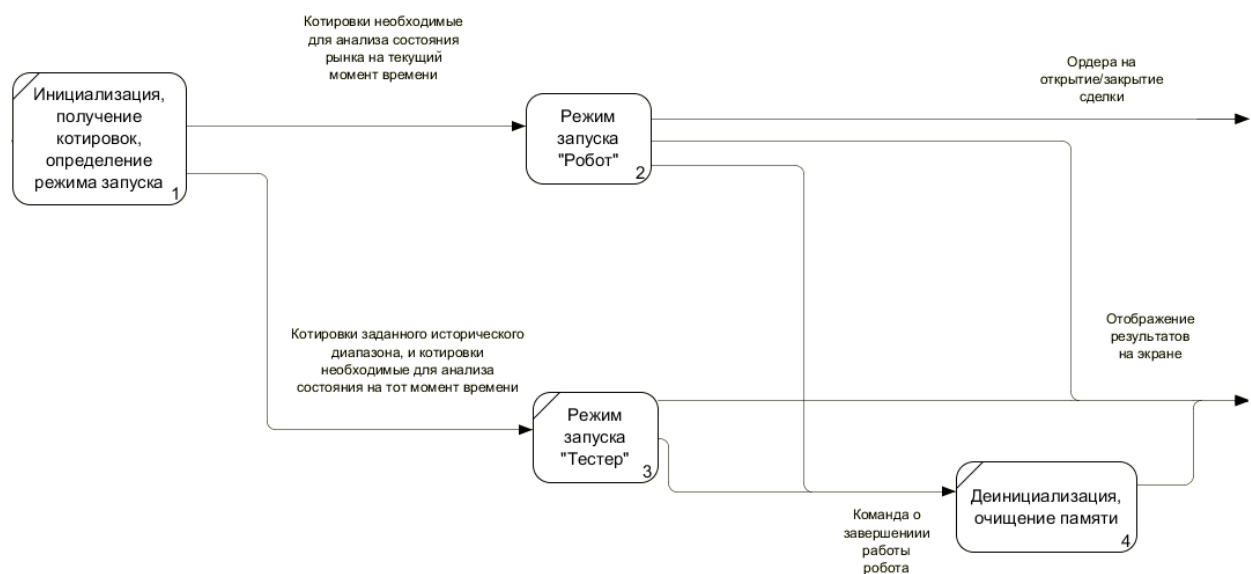 Котировки необходимые
для анализа состояния
рынка на текущий
момент времени
Ордера на
открытие/закрытие
сделки
Инициализация,
получение
котировок,
определение
режима запуска
1
Режим
запуска
"Робот"
2
Котировки заданного исторического
диапазона, и котировки
необходимые для анализа
состояния на тот момент времени
Отображение
результатов
на экране
Режим
запуска
"Тестер"
3
Деинициализация,
очищение памяти
4
Команда о
завершениии
работы
робота